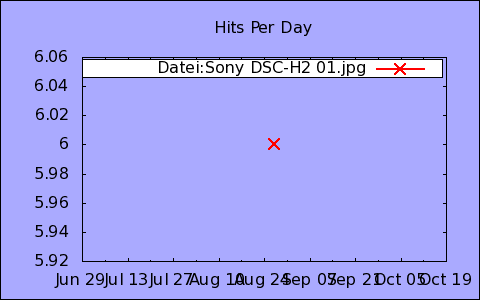 Hits Per Day
6.06
Datei:Sony DSC-H2 01.jpg
6.04
6.02
6
5.98
5.96
5.94
5.92
Jun 29 Jul 13 Jul 27 Aug 10 Aug 24 Sep 07 Sep 21 Oct 05 Oct 19